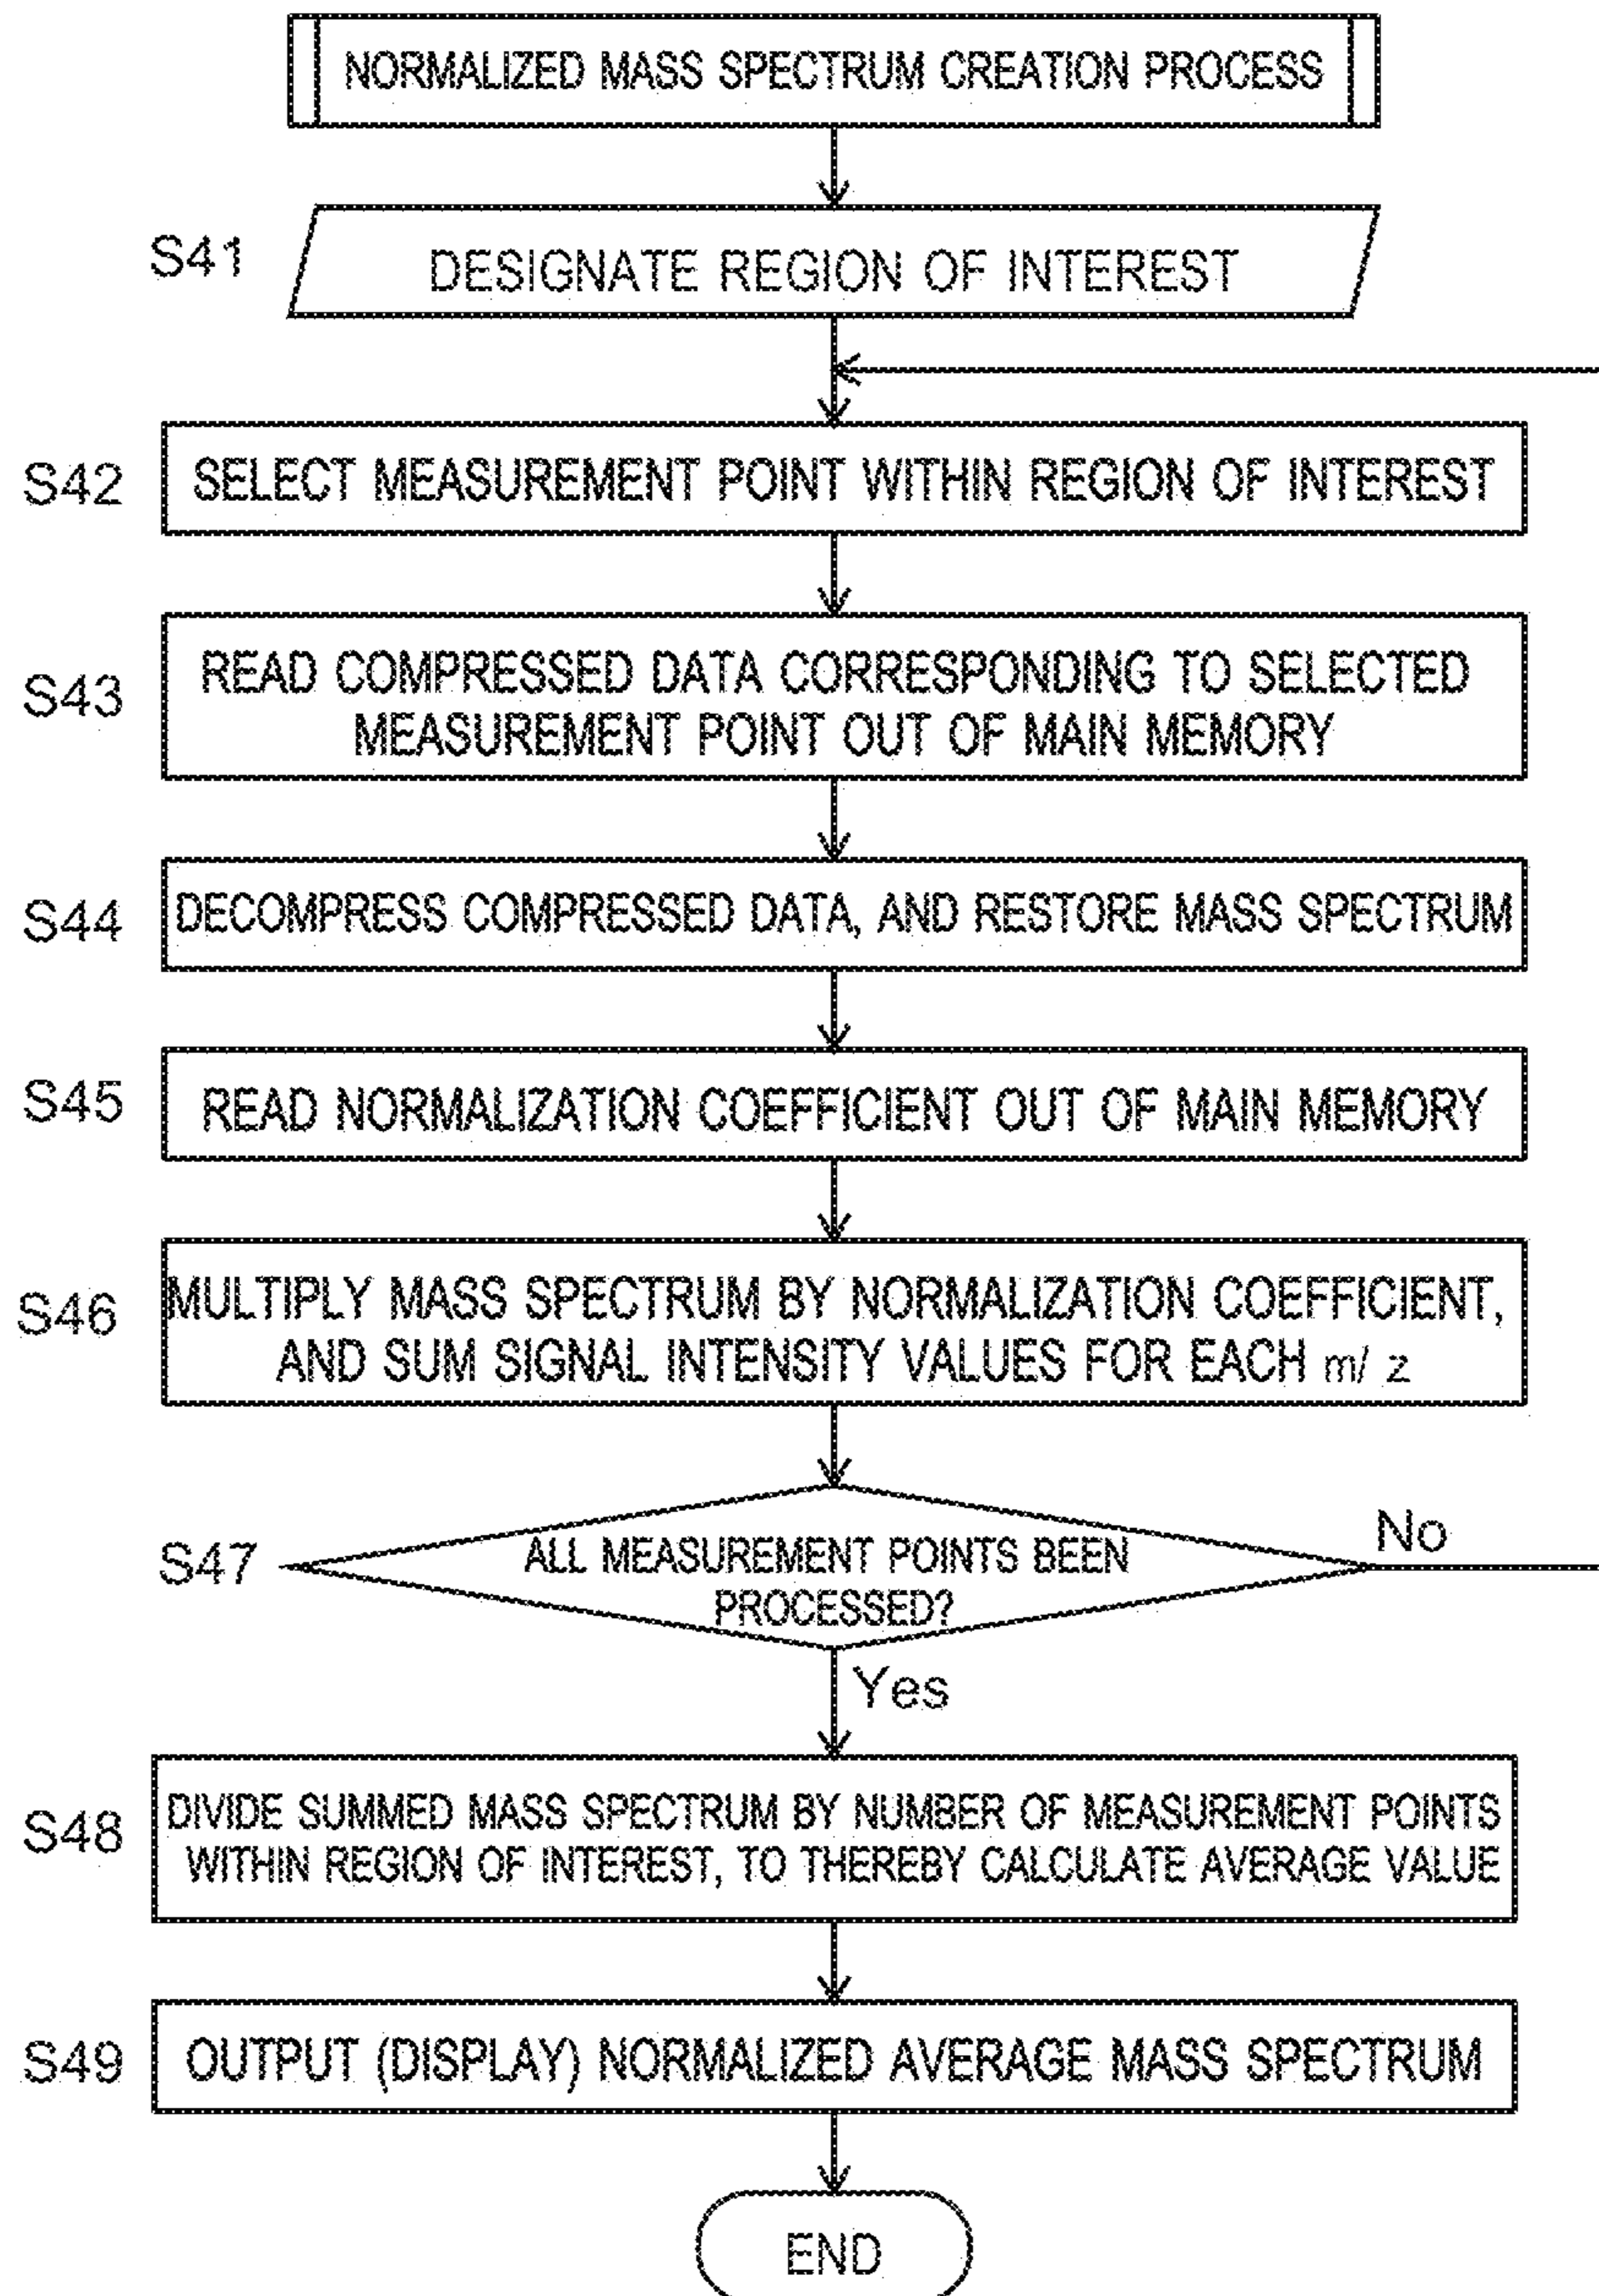 NORMALIZED MASS SPECTRUM CREATION PROCESS
S41
DESIGNATE REGION OF INTEREST
S42
SELECT MEASUREMENT POINT WITHIN REGION OF INTEREST
S43
READ COMPRESSED DATA CORRESPONDING TO SELECTED
MEASUREMENT POINT OUT OF MAIN MEMORY
S44
DECOMPRESS COMPRESSED DATA, AND RESTORE MASS SPECTRUM
S45
READ NORMALIZATION COEFFICIENT OUT OF MAIN MEMORY
S46
MULTIPLY MASS SPECTRUM BY NORMALIZATION COEFFICIENT,
AND SUM SIGNAL INTENSITY VALUES FOR EACH m/ z
S47
ALL MEASUREMENT POINTS BEEN
PROCESSED?
No
Yes
S48
DIVIDE SUMMED MASS SPECTRUM BY NUMBER OF MEASUREMENT POINTS
WITHIN REGION OF INTEREST, TO THEREBY CALCULATE AVERAGE VALUE
S49
OUTPUT (DISPLAY) NORMALIZED AVERAGE MASS SPECTRUM
END